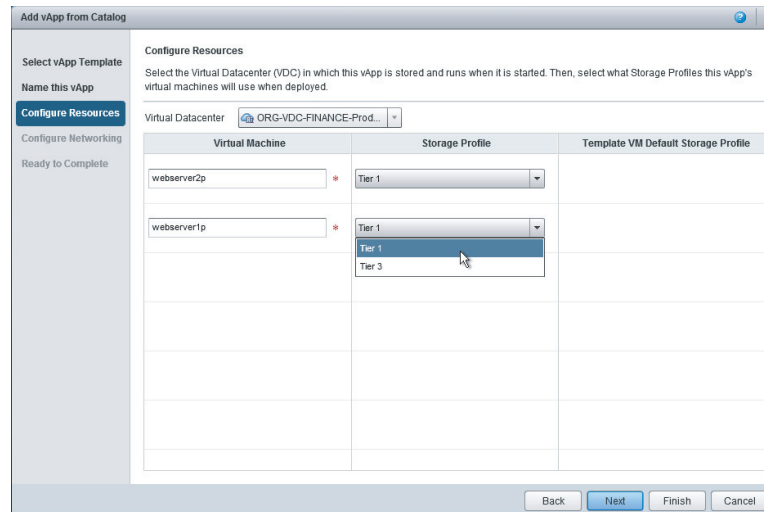 Add vApp from Catalog
?
Select vApp Template
Name this vApp
Configure Resources
Configure Networking
Ready to Complete
Configure Resources
Select the Virtual Datacenter (VDC) in which this vApp is stored and runs when it is started. Then, select what Storage Profiles this vApp's
virtual machines will use when deployed.
Virtual Datacenter ORG-VDC-FINANCE-Prod...
Virtual Machine Storage Profile Template VM Default Storage Profile
webserver2p * Tier 1
webserver1p * Tier 1
Tier 1
Tier 3
Back Next Finish Cancel